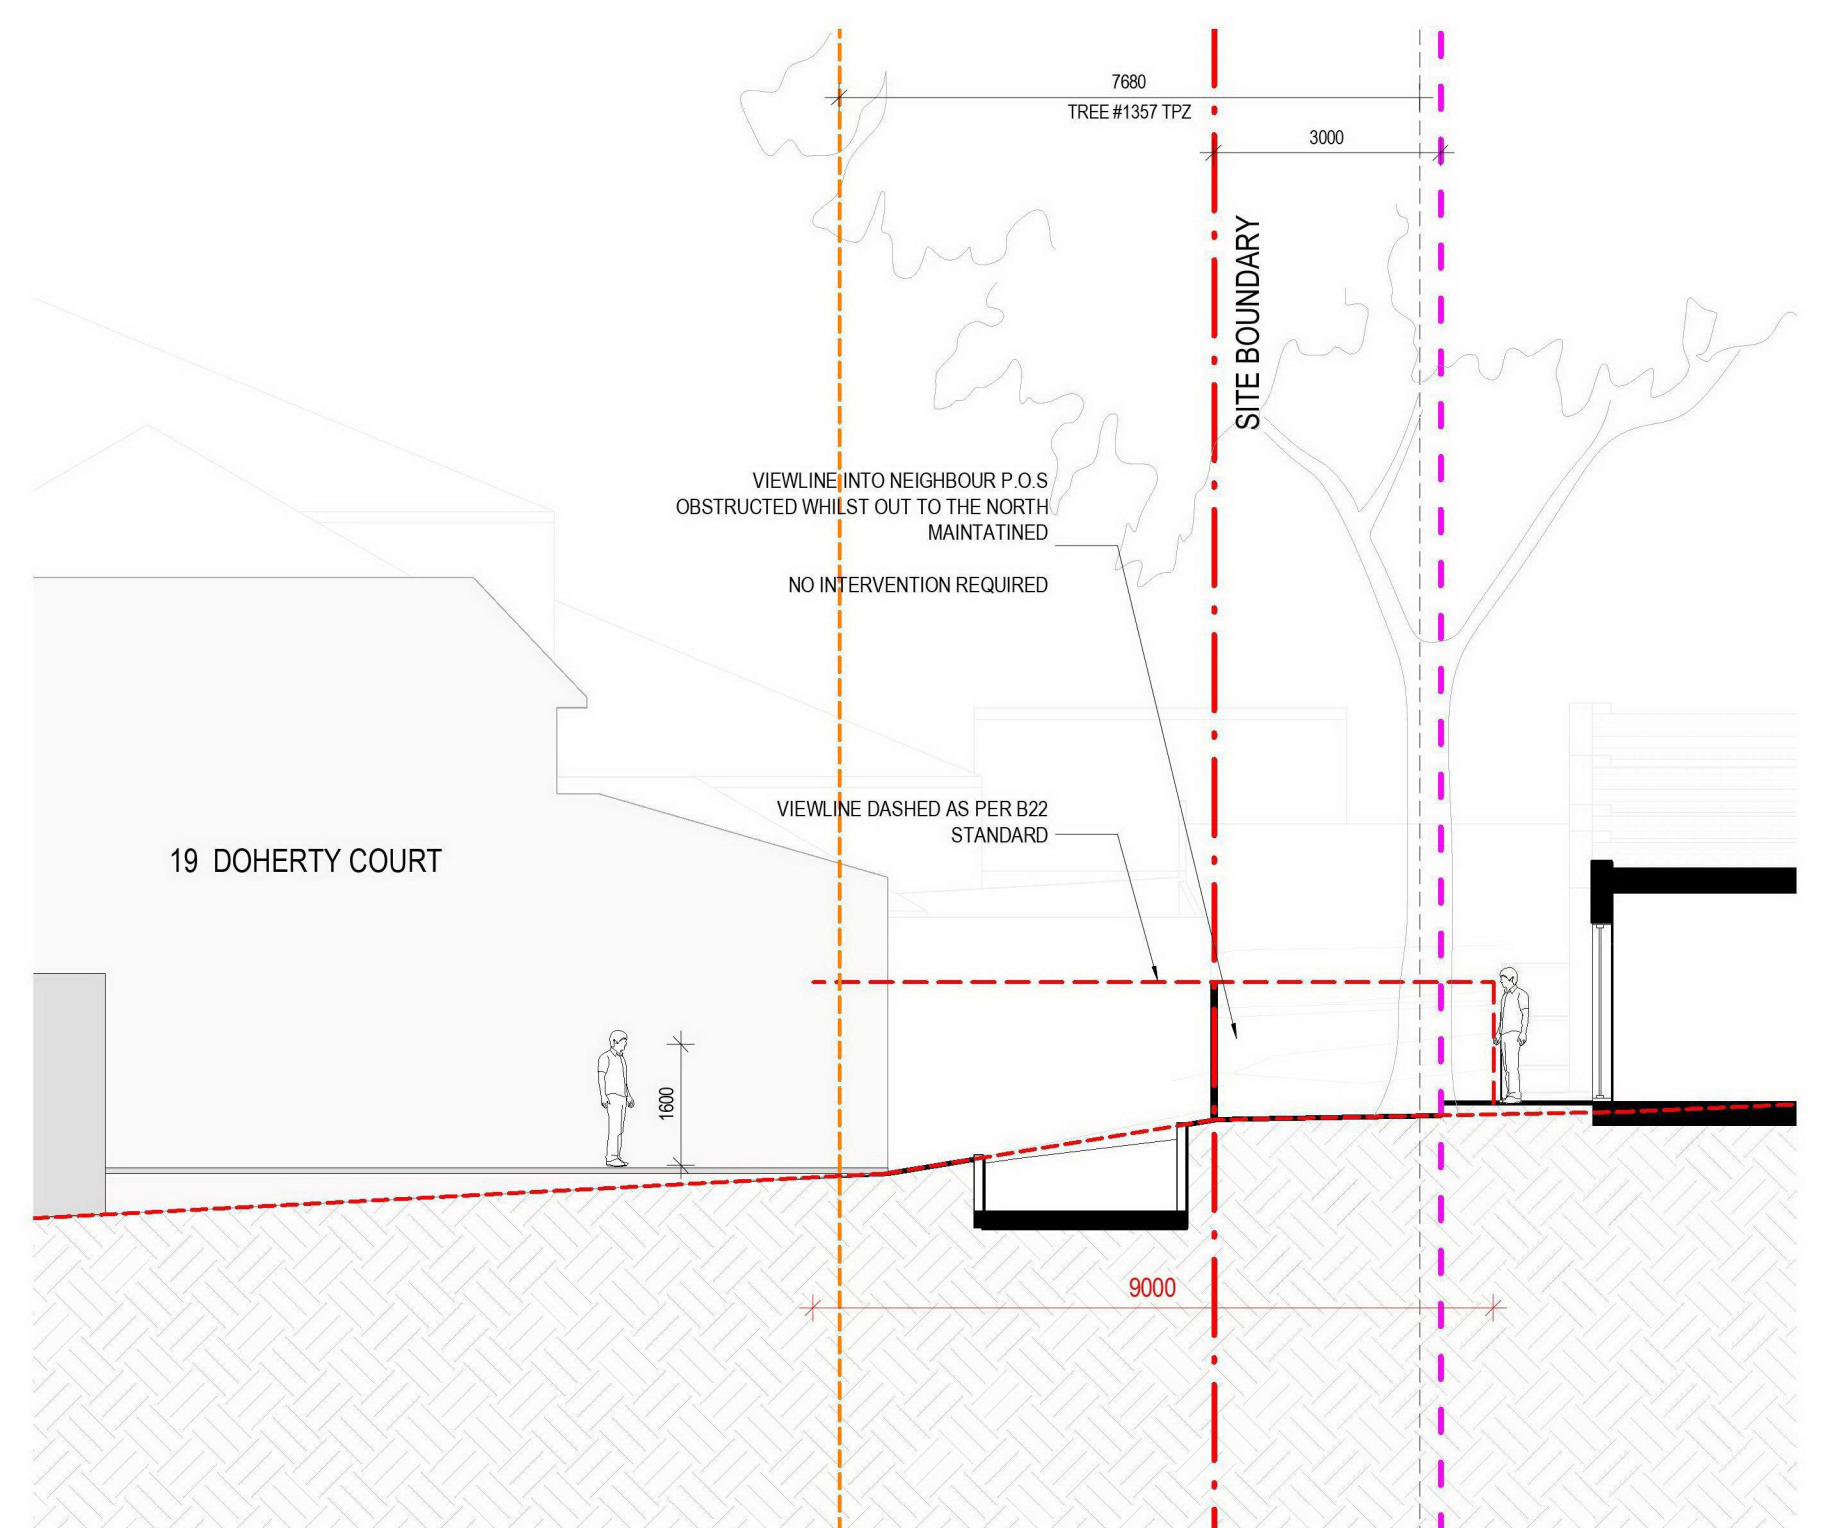 7680
TREE #1357 TPZ
3000
SITE BOUNDARY
VIEWLINE INTO NEIGHBOUR P.O.S
OBSTRUCTED WHILST OUT TO THE NORTH
MAINTATINED
NO INTERVENTION REQUIRED
VIEWLINE DASHED AS PER B22
STANDARD
19 DOHERTY COURT
1600
9000